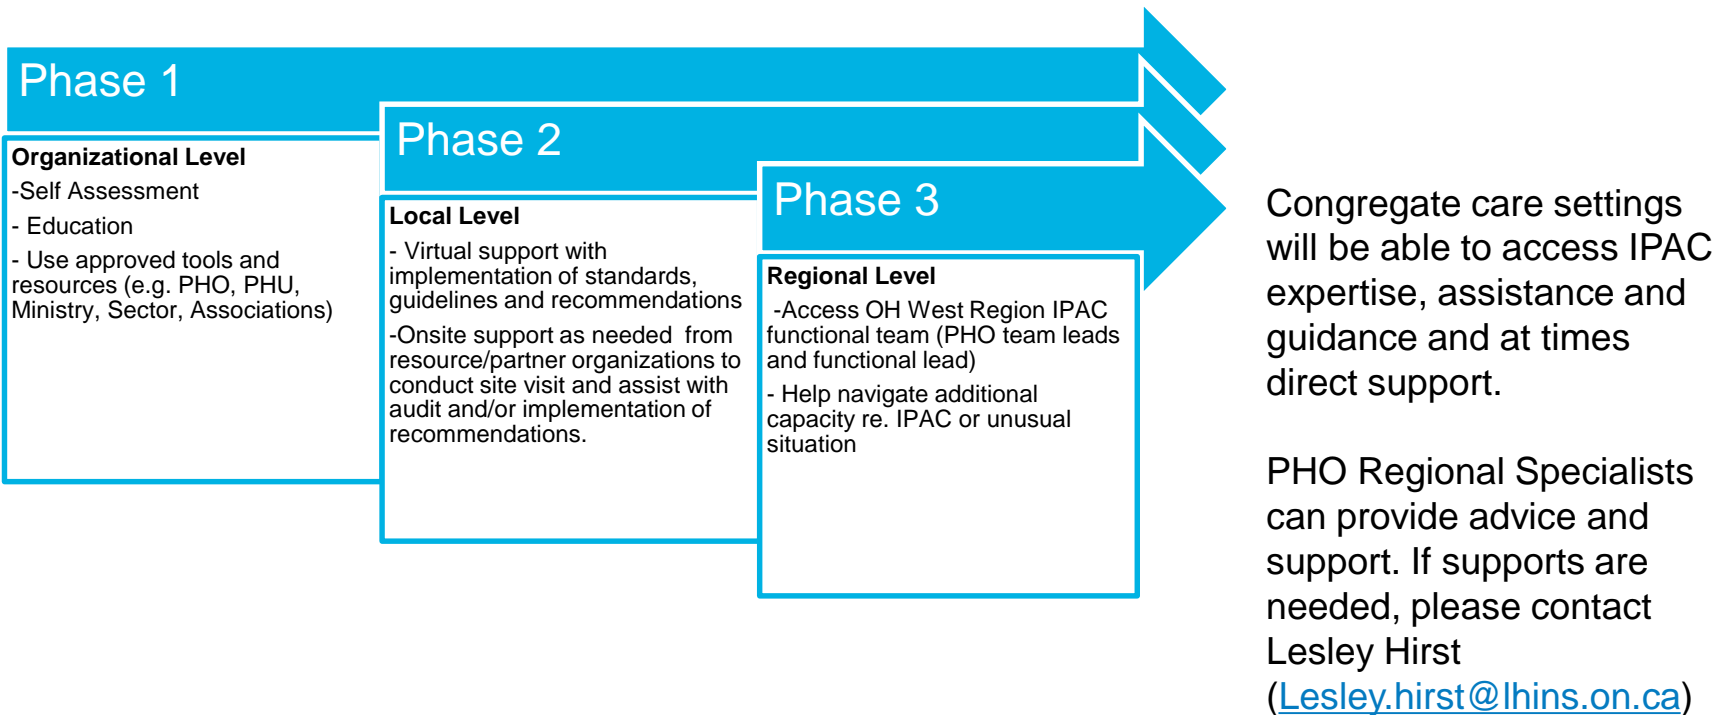 Phase 1
Organizational Level
-Self Assessment
- Education
- Use approved tools and
resources (e.g. PHO, PHU,
Ministry, Sector, Associations)
Phase 2
Local Level
- Virtual support with
implementation of standards,
guidelines and recommendations
-Onsite support as needed  from
resource/partner organizations to
conduct site visit and assist with
audit and/or implementation of
recommendations.
Phase 3
Regional Level
-Access OH West Region IPAC
functional team (PHO team leads
and functional lead)
- Help navigate additional
capacity re. IPAC or unusual
situation
Congregate care settings
will be able to access IPAC
expertise, assistance and
guidance and at times
direct support.
PHO Regional Specialists
can provide advice and
support. If supports are
needed, please contact
Lesley Hirst
(Lesley.hirst@lhins.on.ca)